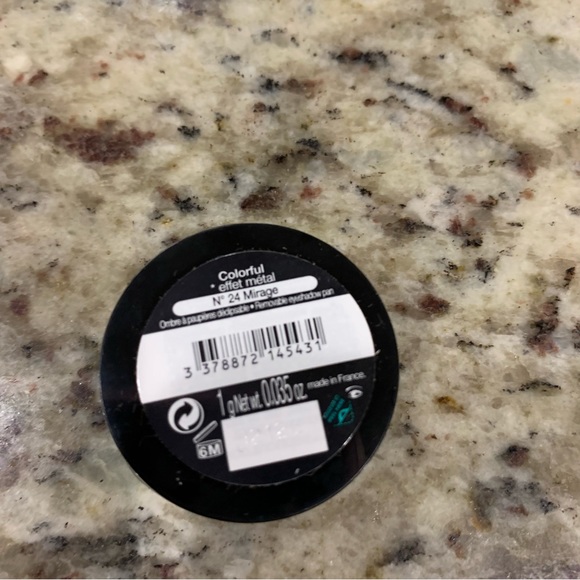 Colorful
• effet métal
N° 24 Mirage
Ombre à paupières déclipsable • Removable eyeshadow pan
3 378872 145431
1 g Net wt. 0.035 oz. made in France.
6M